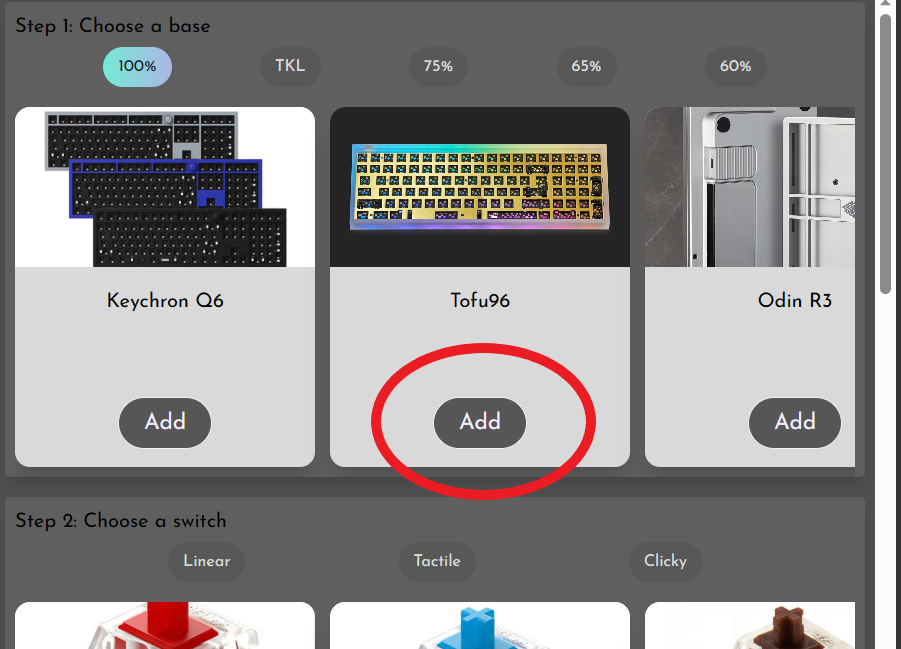 Step 1: Choose a base
100% TKL 75% 65% 60%
Keychron Q6 Tofu96 Odin R3
Add Add Add
Step 2: Choose a switch
Linear Tactile Clicky